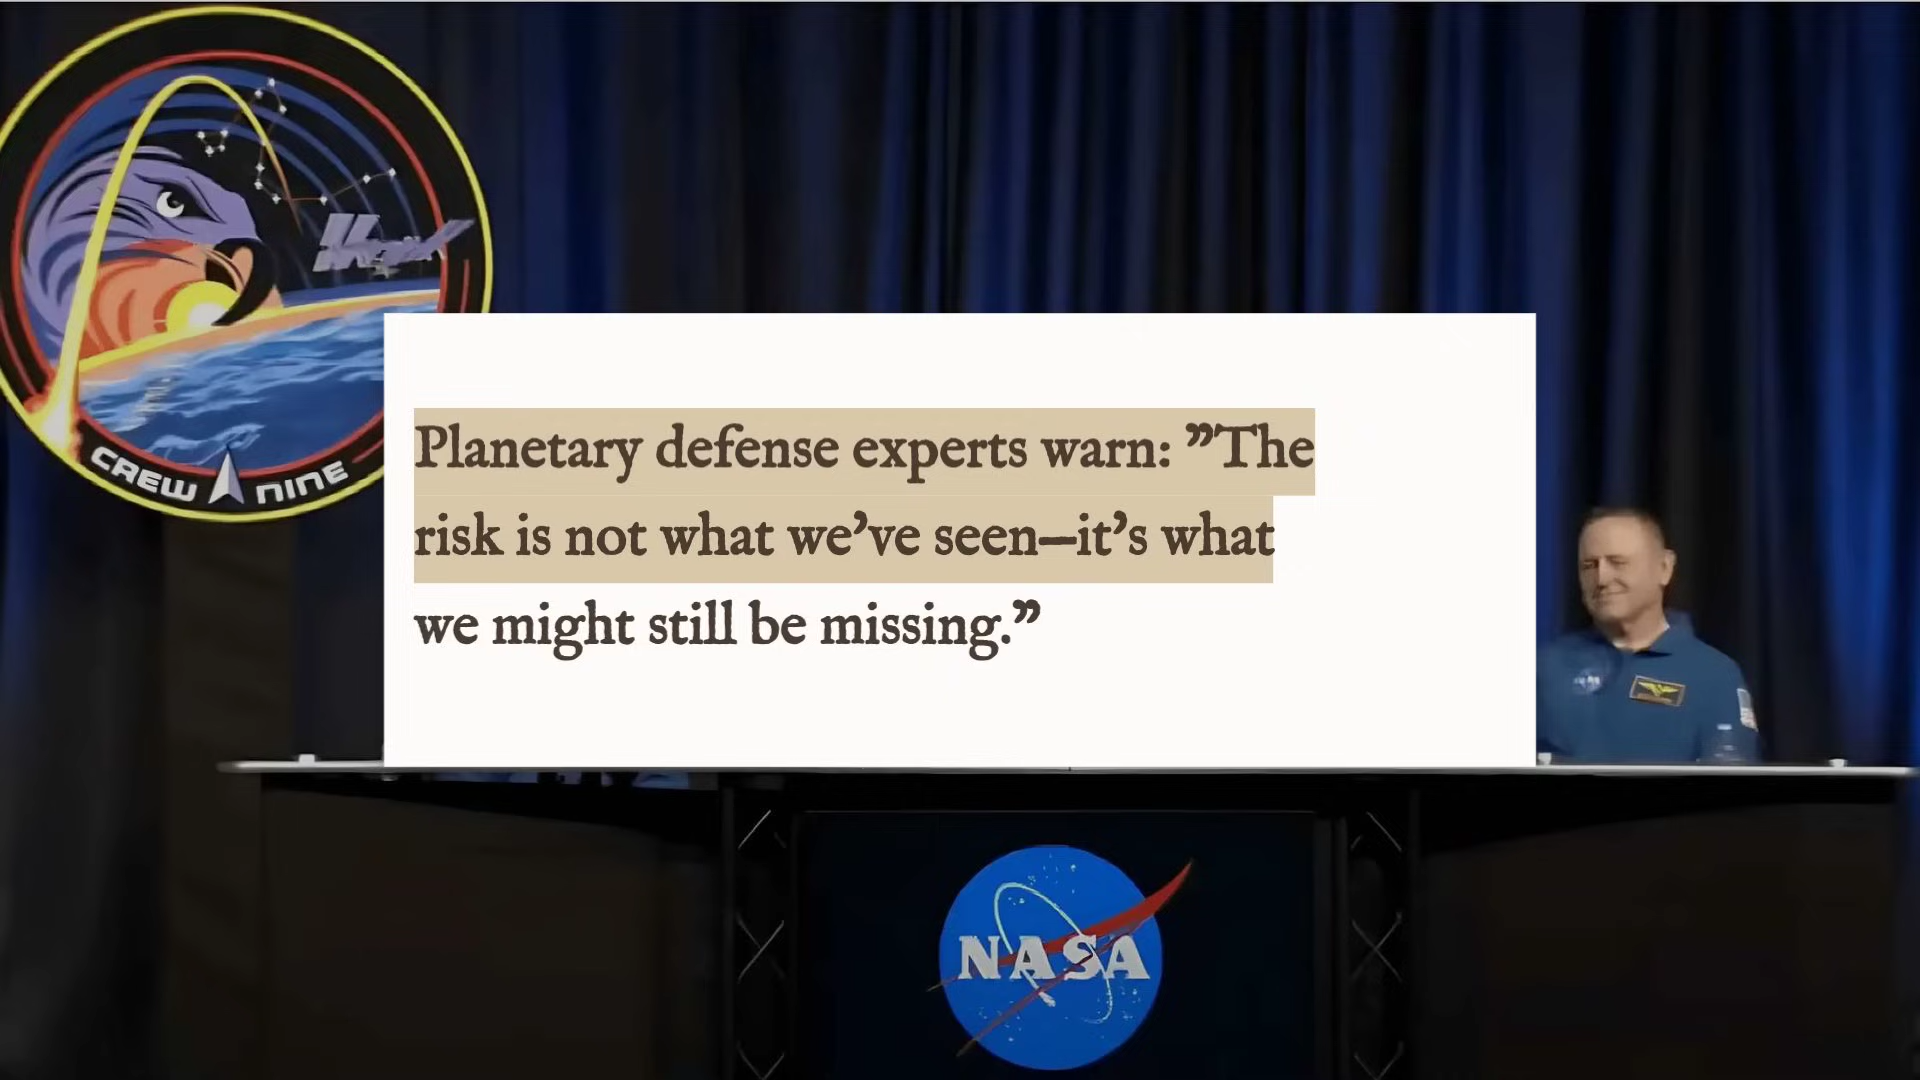 CREW NINE
Planetary defense experts warn: ”The
risk is not what we’ve seen—it’s what
we might still be missing.”
NASA